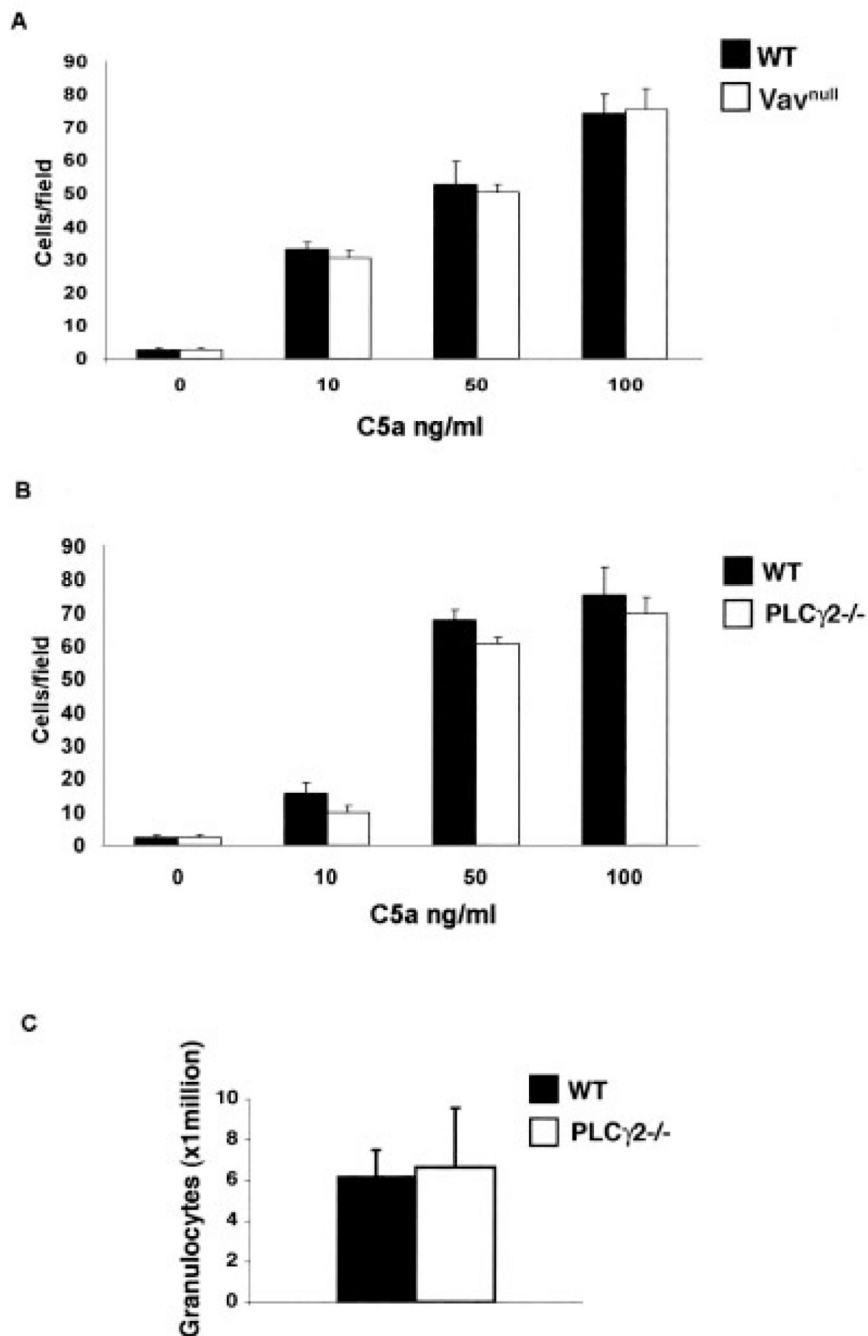 A
WT
Vavnull
90
80
70
60
50
40
30
20
10
0
Cells/field
0 10 50 100
C5a ng/ml
B
WT
PLCγ2-/-
90
80
70
60
50
40
30
20
10
0
Cells/field
0 10 50 100
C5a ng/ml
C
WT
PLCγ2-/-
Granulocytes (x1million)
10
8
6
4
2
0